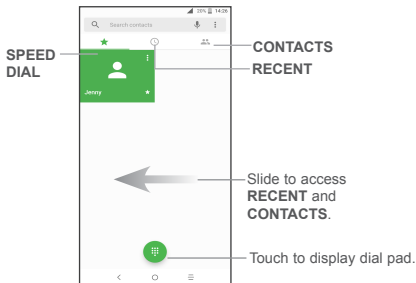 26% 14:26
Search contacts
SPEED
DIAL
CONTACTS
RECENT
Jenny
Slide to access
RECENT and
CONTACTS.
Touch to display dial pad.